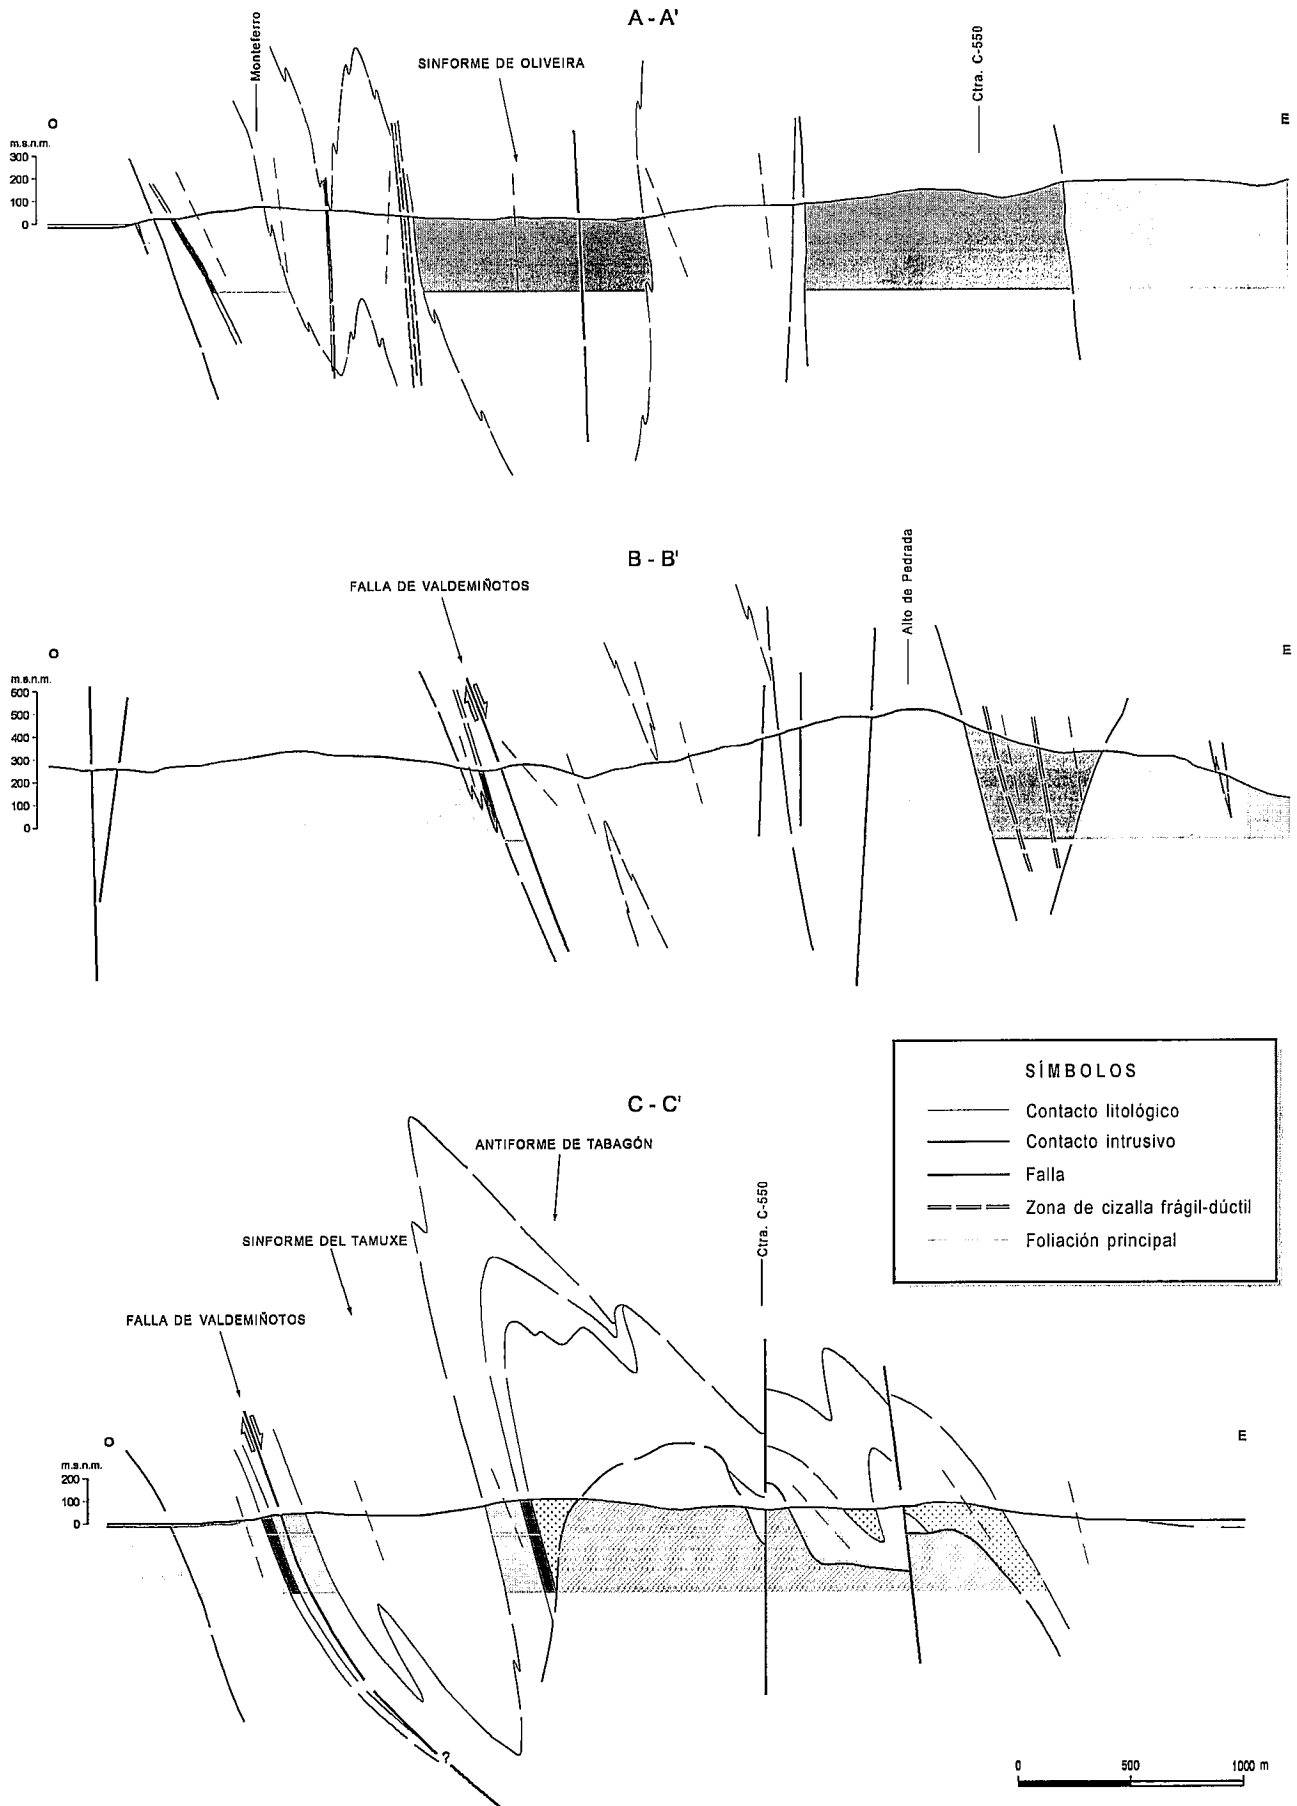 A - A'
Monteferro
SINFORME DE OLIVEIRA
Ctra. C-550
O
E
m.s.n.m.
300
200
100
0
B - B'
FALLA DE VALDEMIÑOTOS
Alto de Pedrada
O
E
m.s.n.m.
600
500
400
300
200
100
0
SÍMBOLOS
Contacto litológico
Contacto intrusivo
Falla
Zona de cizalla frágil-dúctil
Foliación principal
C - C'
ANTIFORME DE TABAGÓN
Ctra. C-550
SINFORME DEL TAMUXE
FALLA DE VALDEMIÑOTOS
O
E
m.s.n.m.
200
100
0
?
0 500 1000 m